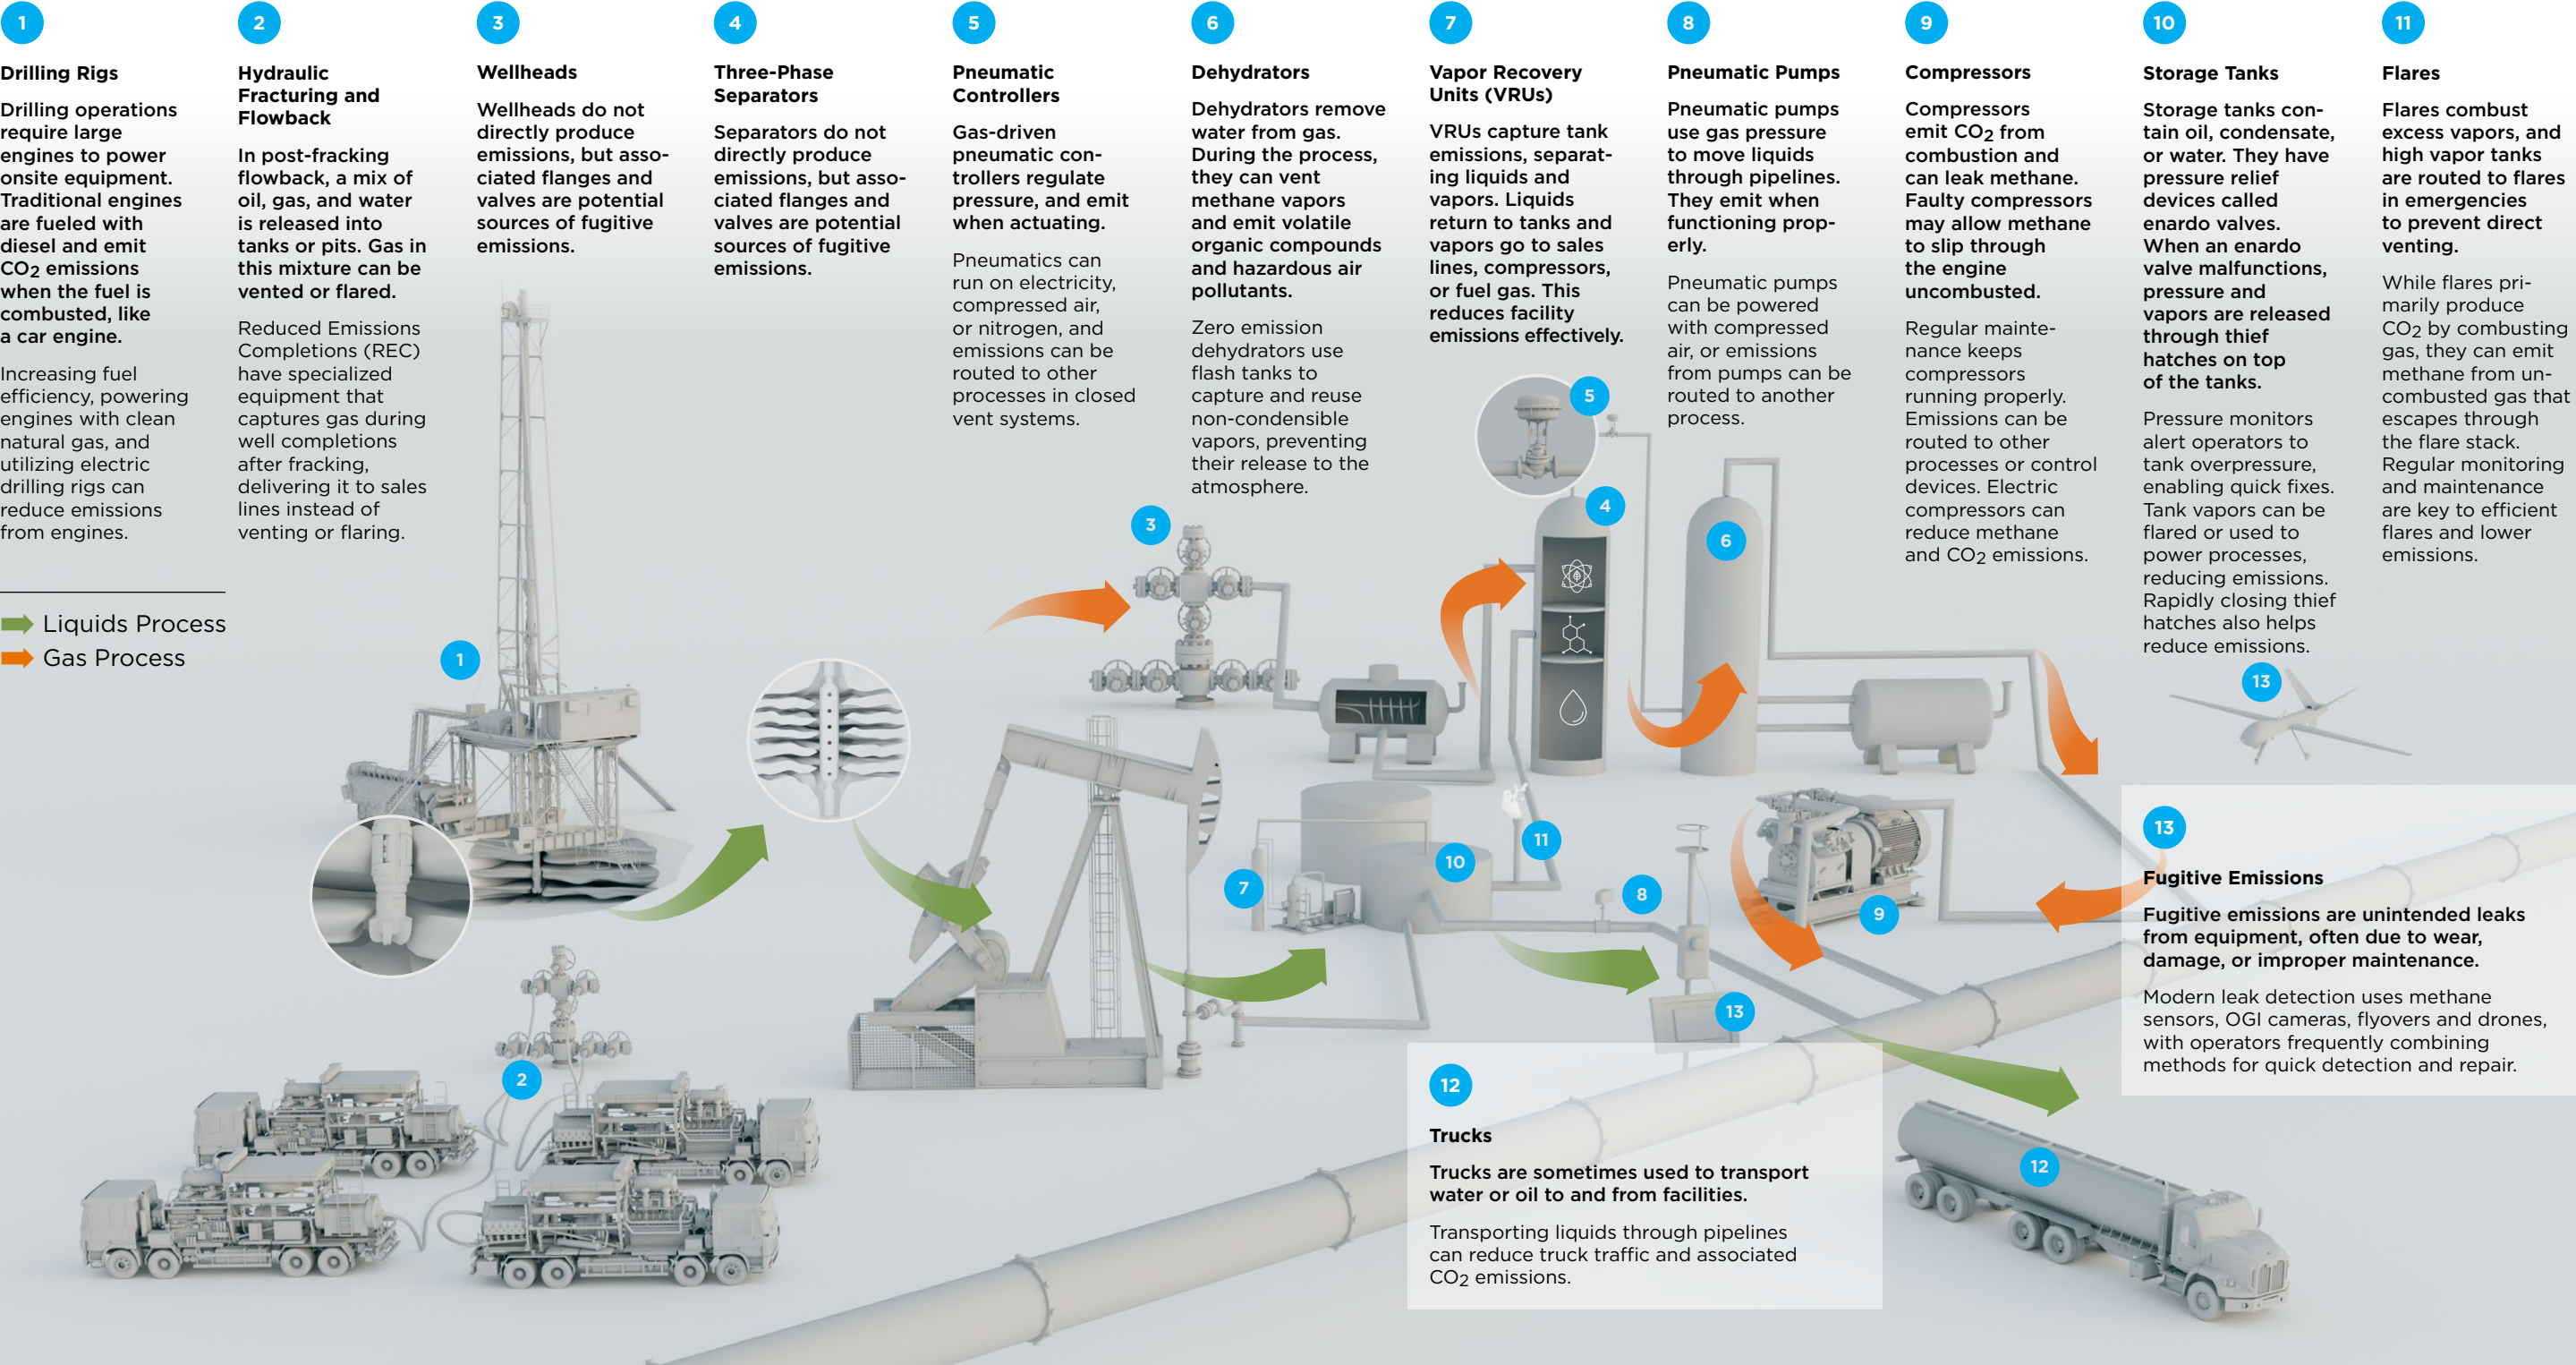 1
Drilling Rigs
Drilling operations
require large
engines to power
onsite equipment.
Traditional engines
are fueled with
diesel and emit
CO2 emissions
when the fuel is
combusted, like
a car engine.
Increasing fuel
efficiency, powering
engines with clean
natural gas, and
utilizing electric
drilling rigs can
reduce emissions
from engines.
2
Hydraulic
Fracturing and
Flowback
In post-fracking
flowback, a mix of
oil, gas, and water
is released into
tanks or pits. Gas in
this mixture can be
vented or flared.
Reduced Emissions
Completions (REC)
have specialized
equipment that
captures gas during
well completions
after fracking,
delivering it to sales
lines instead of
venting or flaring.
3
Wellheads
Wellheads do not
directly produce
emissions, but asso-
ciated flanges and
valves are potential
sources of fugitive
emissions.
4
Three-Phase
Separators
Separators do not
directly produce
emissions, but asso-
ciated flanges and
valves are potential
sources of fugitive
emissions.
5
Pneumatic
Controllers
Gas-driven
pneumatic con-
trollers regulate
pressure, and emit
when actuating.
Pneumatics can
run on electricity,
compressed air,
or nitrogen, and
emissions can be
routed to other
processes in closed
vent systems.
6
Dehydrators
Dehydrators remove
water from gas.
During the process,
they can vent
methane vapors
and emit volatile
organic compounds
and hazardous air
pollutants.
Zero emission
dehydrators use
flash tanks to
capture and reuse
non-condensible
vapors, preventing
their release to the
atmosphere.
7
Vapor Recovery
Units (VRUs)
VRUs capture tank
emissions, separat-
ing liquids and
vapors. Liquids
return to tanks and
vapors go to sales
lines, compressors,
or fuel gas. This
reduces facility
emissions effectively.
8
Pneumatic Pumps
Pneumatic pumps
use gas pressure
to move liquids
through pipelines.
They emit when
functioning prop-
erly.
Pneumatic pumps
can be powered
with compressed
air, or emissions
from pumps can be
routed to another
process.
9
Compressors
Compressors
emit CO2 from
combustion and
can leak methane.
Faulty compressors
may allow methane
to slip through
the engine
uncombusted.
Regular mainte-
nance keeps
compressors
running properly.
Emissions can be
routed to other
processes or control
devices. Electric
compressors can
reduce methane
and CO2 emissions.
10
Storage Tanks
Storage tanks con-
tain oil, condensate,
or water. They have
pressure relief
devices called
enardo valves.
When an enardo
valve malfunctions,
pressure and
vapors are released
through thief
hatches on top
of the tanks.
Pressure monitors
alert operators to
tank overpressure,
enabling quick fixes.
Tank vapors can be
flared or used to
power processes,
reducing emissions.
Rapidly closing thief
hatches also helps
reduce emissions.
11
Flares
Flares combust
excess vapors, and
high vapor tanks
are routed to flares
in emergencies
to prevent direct
venting.
While flares pri-
marily produce
CO2 by combusting
gas, they can emit
methane from un-
combusted gas that
escapes through
the flare stack.
Regular monitoring
and maintenance
are key to efficient
flares and lower
emissions.
Liquids Process
Gas Process
5
4
3
6
1
13
11
10
7
8
9
13
2
12
13
Fugitive Emissions
Fugitive emissions are unintended leaks
from equipment, often due to wear,
damage, or improper maintenance.
Modern leak detection uses methane
sensors, OGI cameras, flyovers and drones,
with operators frequently combining
methods for quick detection and repair.
12
Trucks
Trucks are sometimes used to transport
water or oil to and from facilities.
Transporting liquids through pipelines
can reduce truck traffic and associated
CO2 emissions.